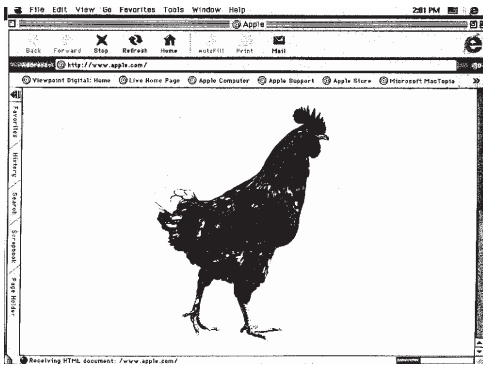 File Edit View Go Favorites Tools Window Help 2:01 PM
Apple
Back Forward Stop Refresh Home AutoFill Print Mail
Address: http://www.apple.com/
Viewpoint Digital: Home Live Home Page Apple Computer Apple Support Apple Store Microsoft MacTopia
Favorites
History
Search
Scrapbook
Page Holder
Receiving HTML document: /www.apple.com/